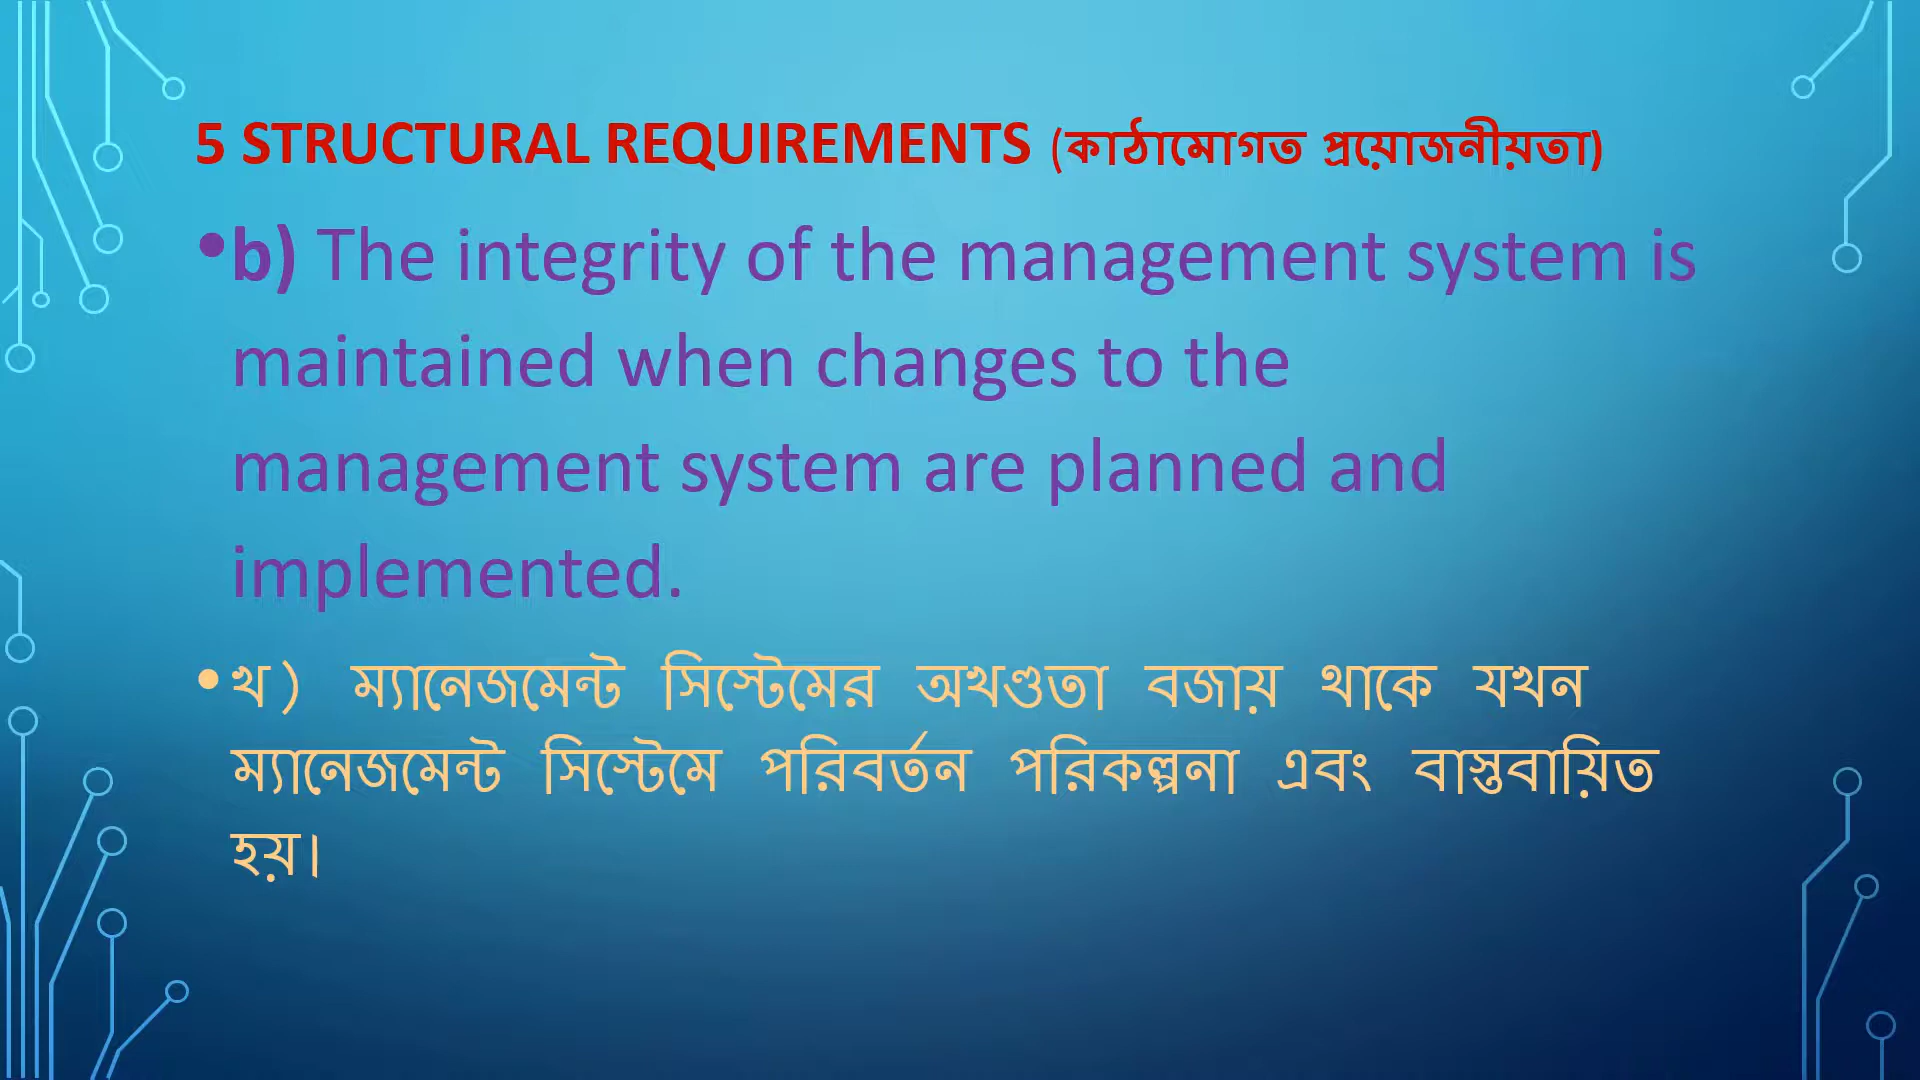 5 STRUCTURAL REQUIREMENTS (কাঠামোগত প্রয়োজনীয়তা)
•b) The integrity of the management system is
maintained when changes to the
management system are planned and
implemented.
•খ) ম্যানেজমেন্ট সিস্টেমের অখণ্ডতা বজায় থাকে যখন
ম্যানেজমেন্ট সিস্টেমে পরিবর্তন পরিকল্পনা এবং বাস্তবায়িত
হয়।